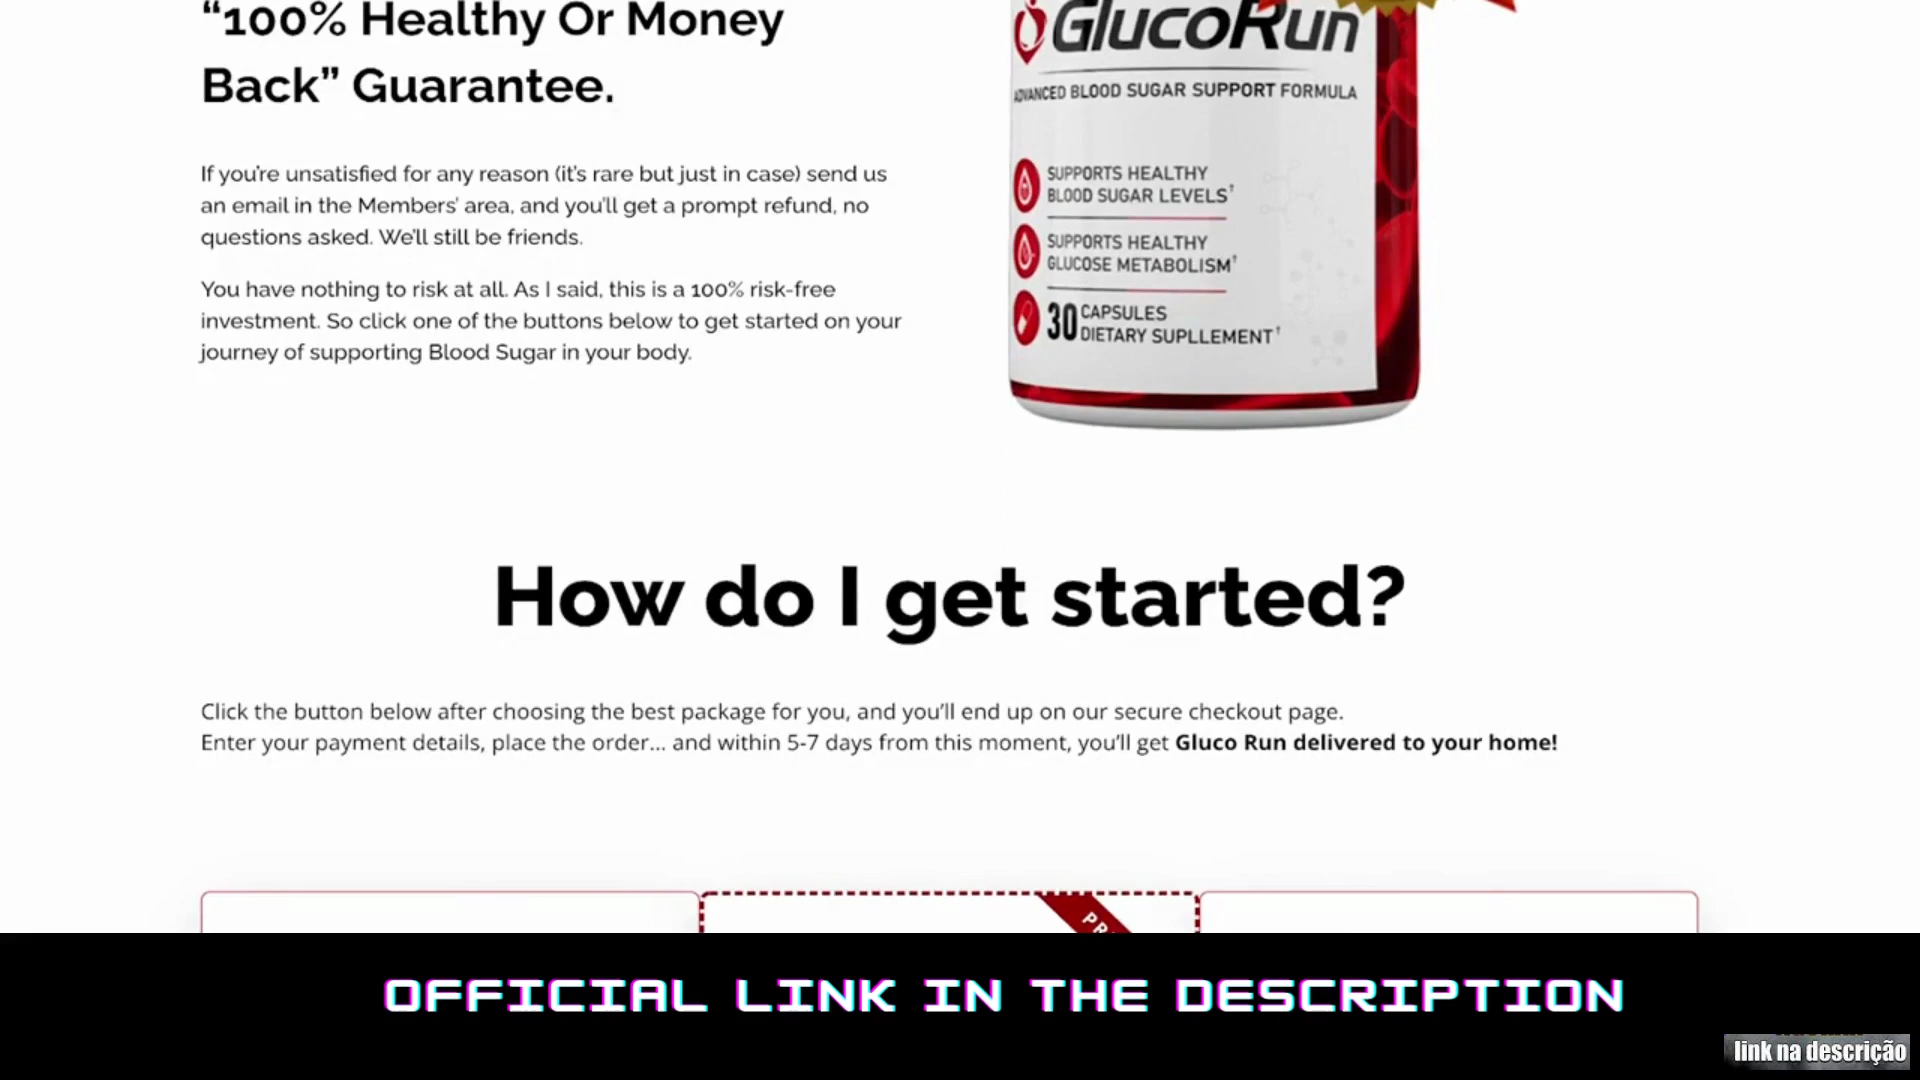 “100% Healthy Or Money
Back” Guarantee.
If you’re unsatisfied for any reason (it’s rare but just in case) send us
an email in the Members’ area, and you’ll get a prompt refund, no
questions asked. We’ll still be friends.
You have nothing to risk at all. As I said, this is a 100% risk-free
investment. So click one of the buttons below to get started on your
journey of supporting Blood Sugar in your body.
GlucoRun
ADVANCED BLOOD SUGAR SUPPORT FORMULA
SUPPORTS HEALTHY
BLOOD SUGAR LEVELS†
SUPPORTS HEALTHY
GLUCOSE METABOLISM†
30 CAPSULES
DIETARY SUPLLEMENT†
How do I get started?
Click the button below after choosing the best package for you, and you’ll end up on our secure checkout page.
Enter your payment details, place the order... and within 5-7 days from this moment, you’ll get Gluco Run delivered to your home!
OFFICIAL LINK IN THE DESCRIPTION
link na descrição